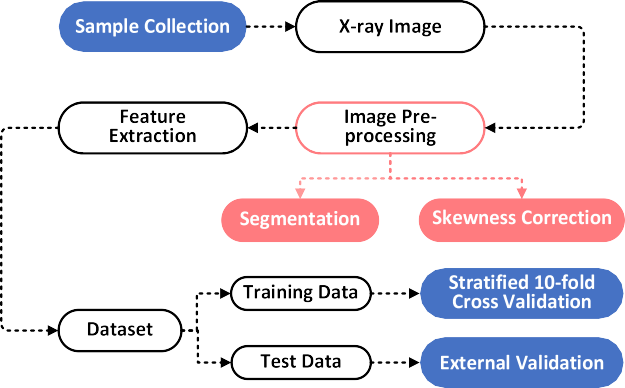 Sample Collection
X-ray Image
Feature
Extraction
Image Pre-
processing
Segmentation
Skewness Correction
Dataset
Training Data
Stratified 10-fold
Cross Validation
Test Data
External Validation